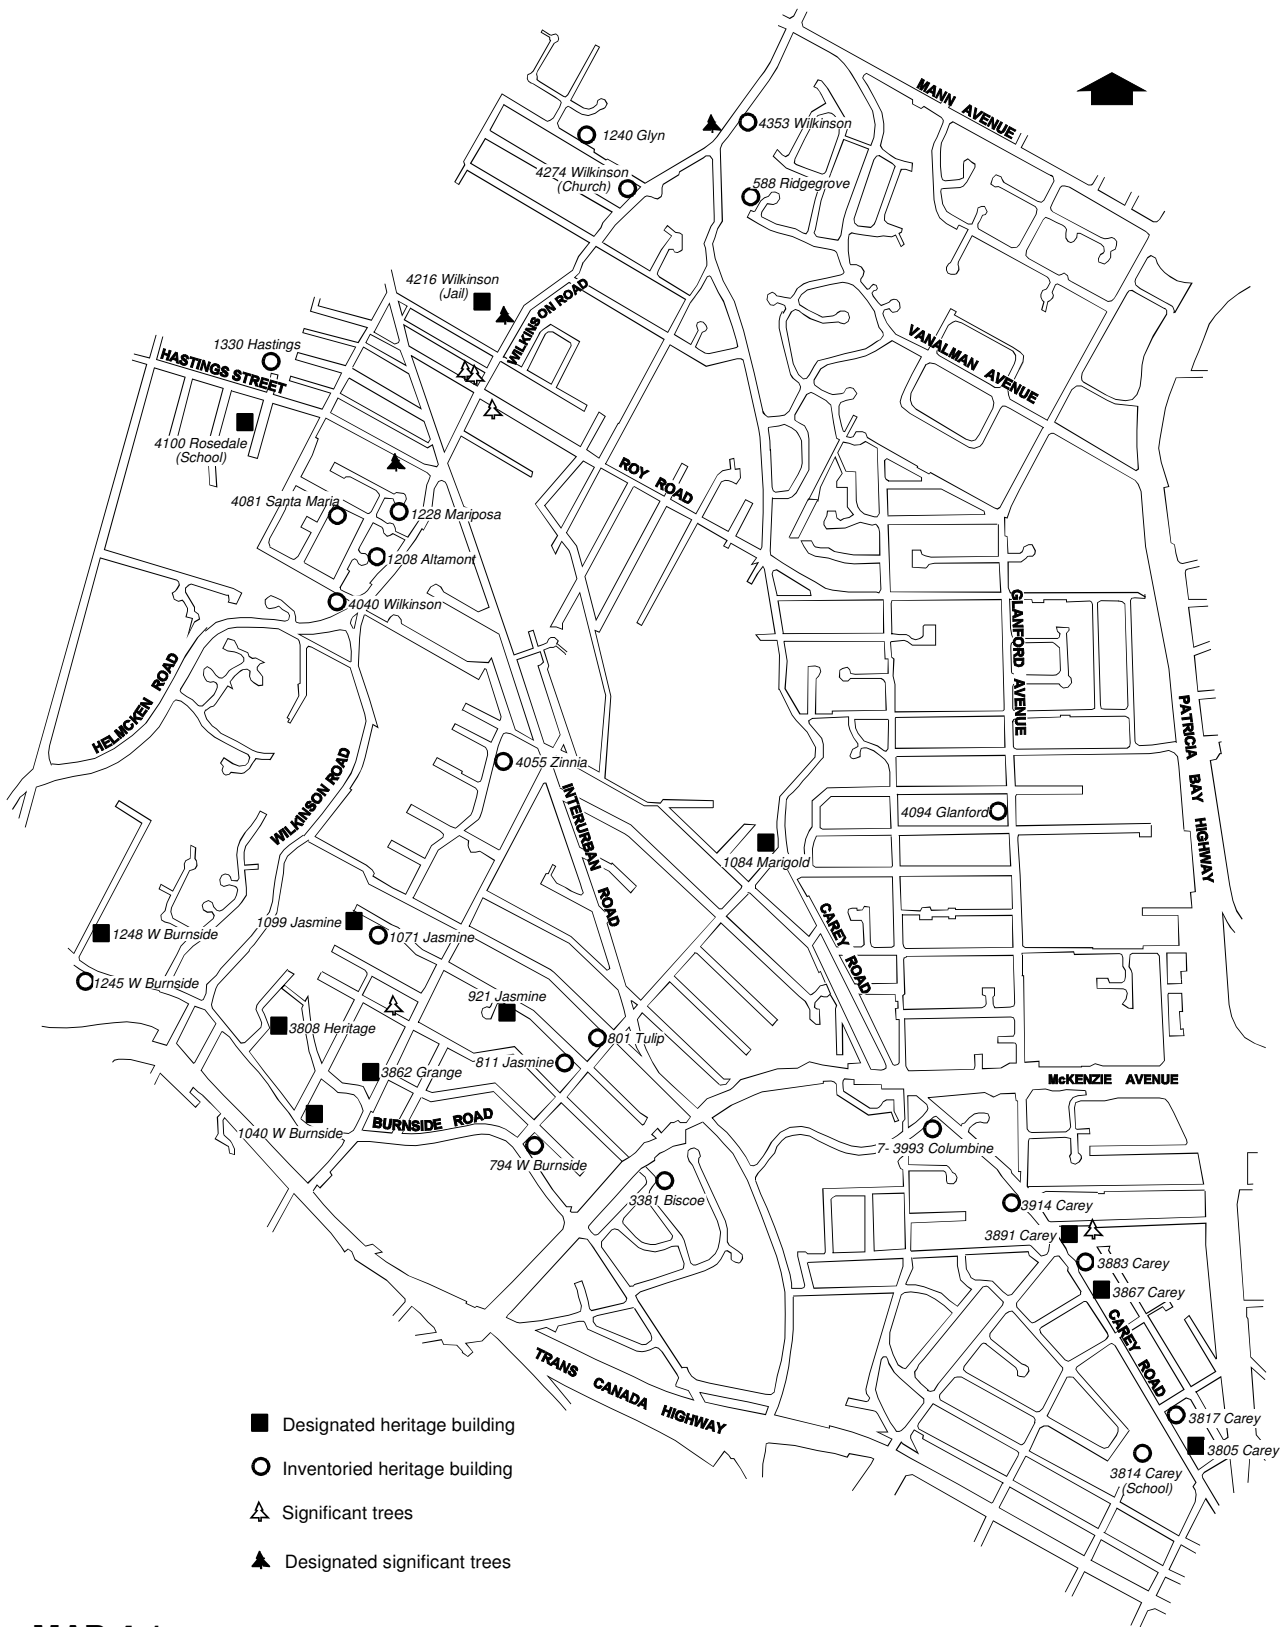 MANN AVENUE
4353 Wilkinson
1240 Glyn
4274 Wilkinson
(Church)
588 Ridgegrove
4216 Wilkinson
(Jail)
WILKINSON ROAD
VANALMAN AVENUE
1330 Hastings
HASTINGS STREET
4100 Rosedale
(School)
ROY ROAD
4081 Santa Maria
1228 Mariposa
1208 Altamont
4040 Wilkinson
GLANFORD AVENUE
HELMCKEN ROAD
PATRICIA BAY HIGHWAY
WILKINSON ROAD
4055 Zinnia
INTERURBAN ROAD
4094 Glanford
1084 Marigold
CAREY ROAD
1099 Jasmine
1071 Jasmine
1248 W Burnside
1245 W Burnside
921 Jasmine
3808 Heritage
801 Tulip
811 Jasmine
3862 Grange
McKENZIE AVENUE
BURNSIDE ROAD
1040 W Burnside
7- 3993 Columbine
794 W Burnside
3381 Biscoe
3914 Carey
3891 Carey
3883 Carey
3867 Carey
CAREY ROAD
TRANS CANADA HIGHWAY
3817 Carey
3805 Carey
3814 Carey
(School)
Designated heritage building
Inventoried heritage building
Significant trees
Designated significant trees